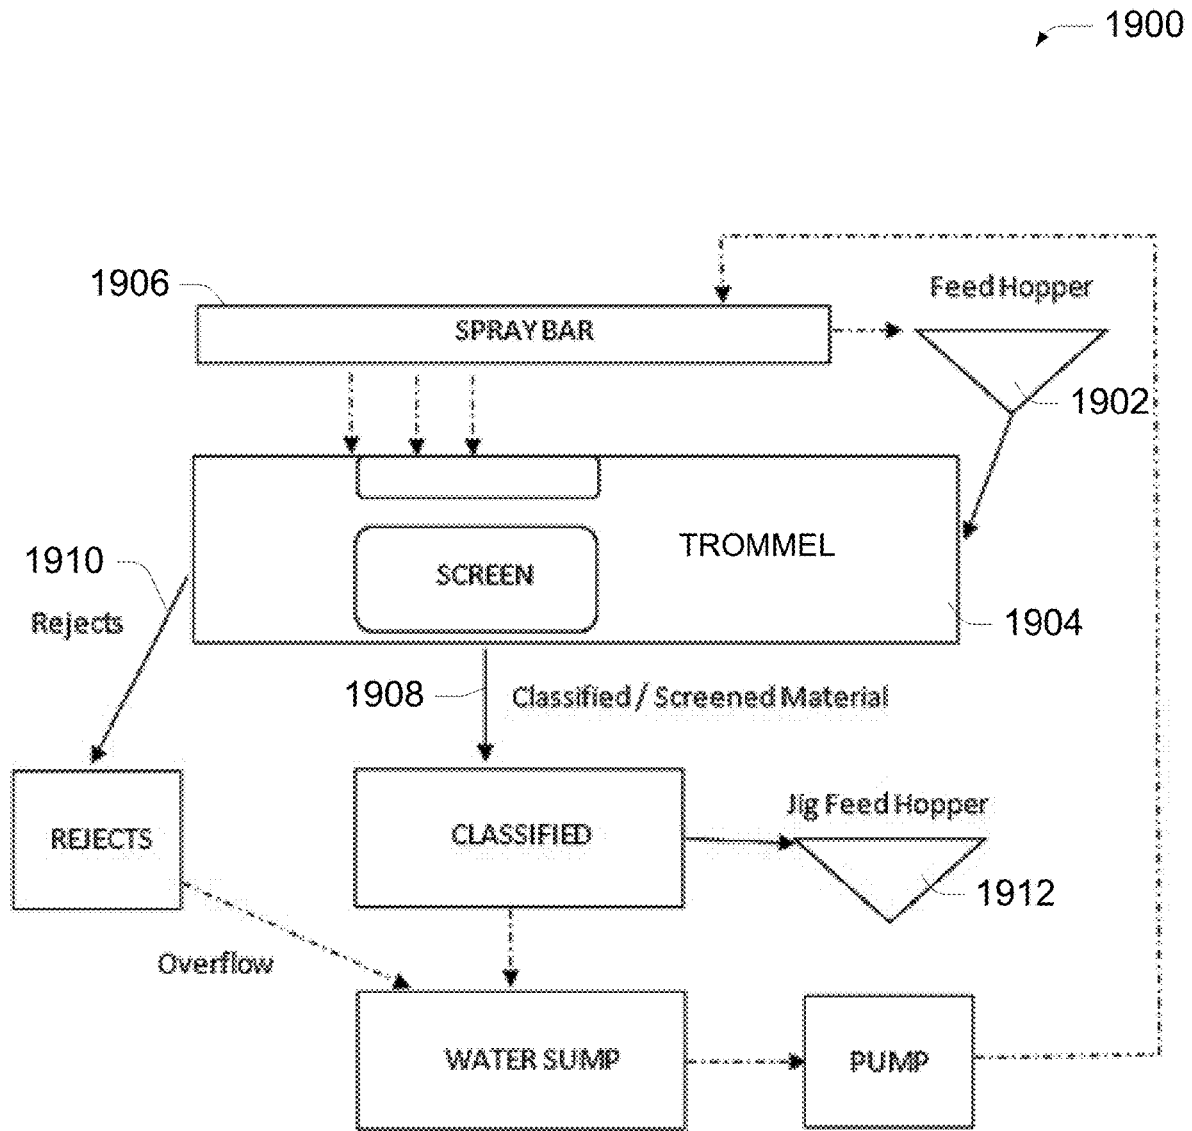 1900
1906
SPRAY BAR
Feed Hopper
1902
TROMMEL
SCREEN
1904
1910
Rejects
1908
Classified / Screened Material
REJECTS
CLASSIFIED
Jig Feed Hopper
1912
Overflow
WATER SUMP
PUMP